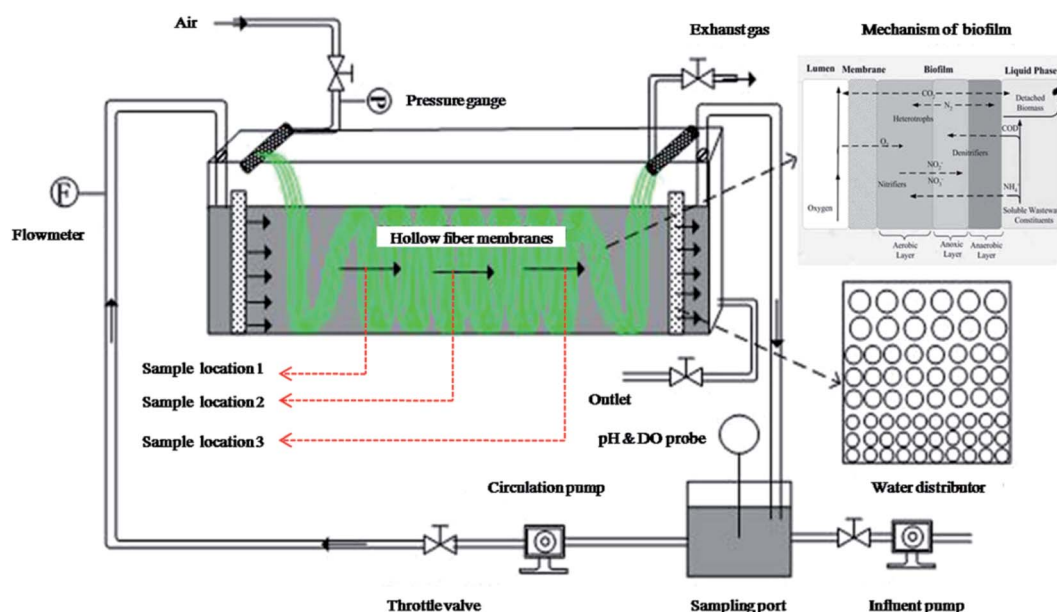 Air
Exhaust gas
Mechanism of biofilm
Lumen Membrane Biofilm Liquid Phase
CO₂
N₂
Detached
Biomass
Heterotrophs
COD
O₂
Denitrifiers
NO₂⁻
NO₃⁻
Nitrifiers
NH₄⁺
Oxygen
Soluble Wastewater
Constituents
Aerobic
Layer
Anoxic
Layer
Anaerobic
Layer
P
Pressure gauge
F
Flowmeter
Hollow fiber membranes
Sample location 1
Sample location 2
Sample location 3
Outlet
pH & DO probe
Circulation pump
Water distributor
Throttle valve
Sampling port
Influent pump